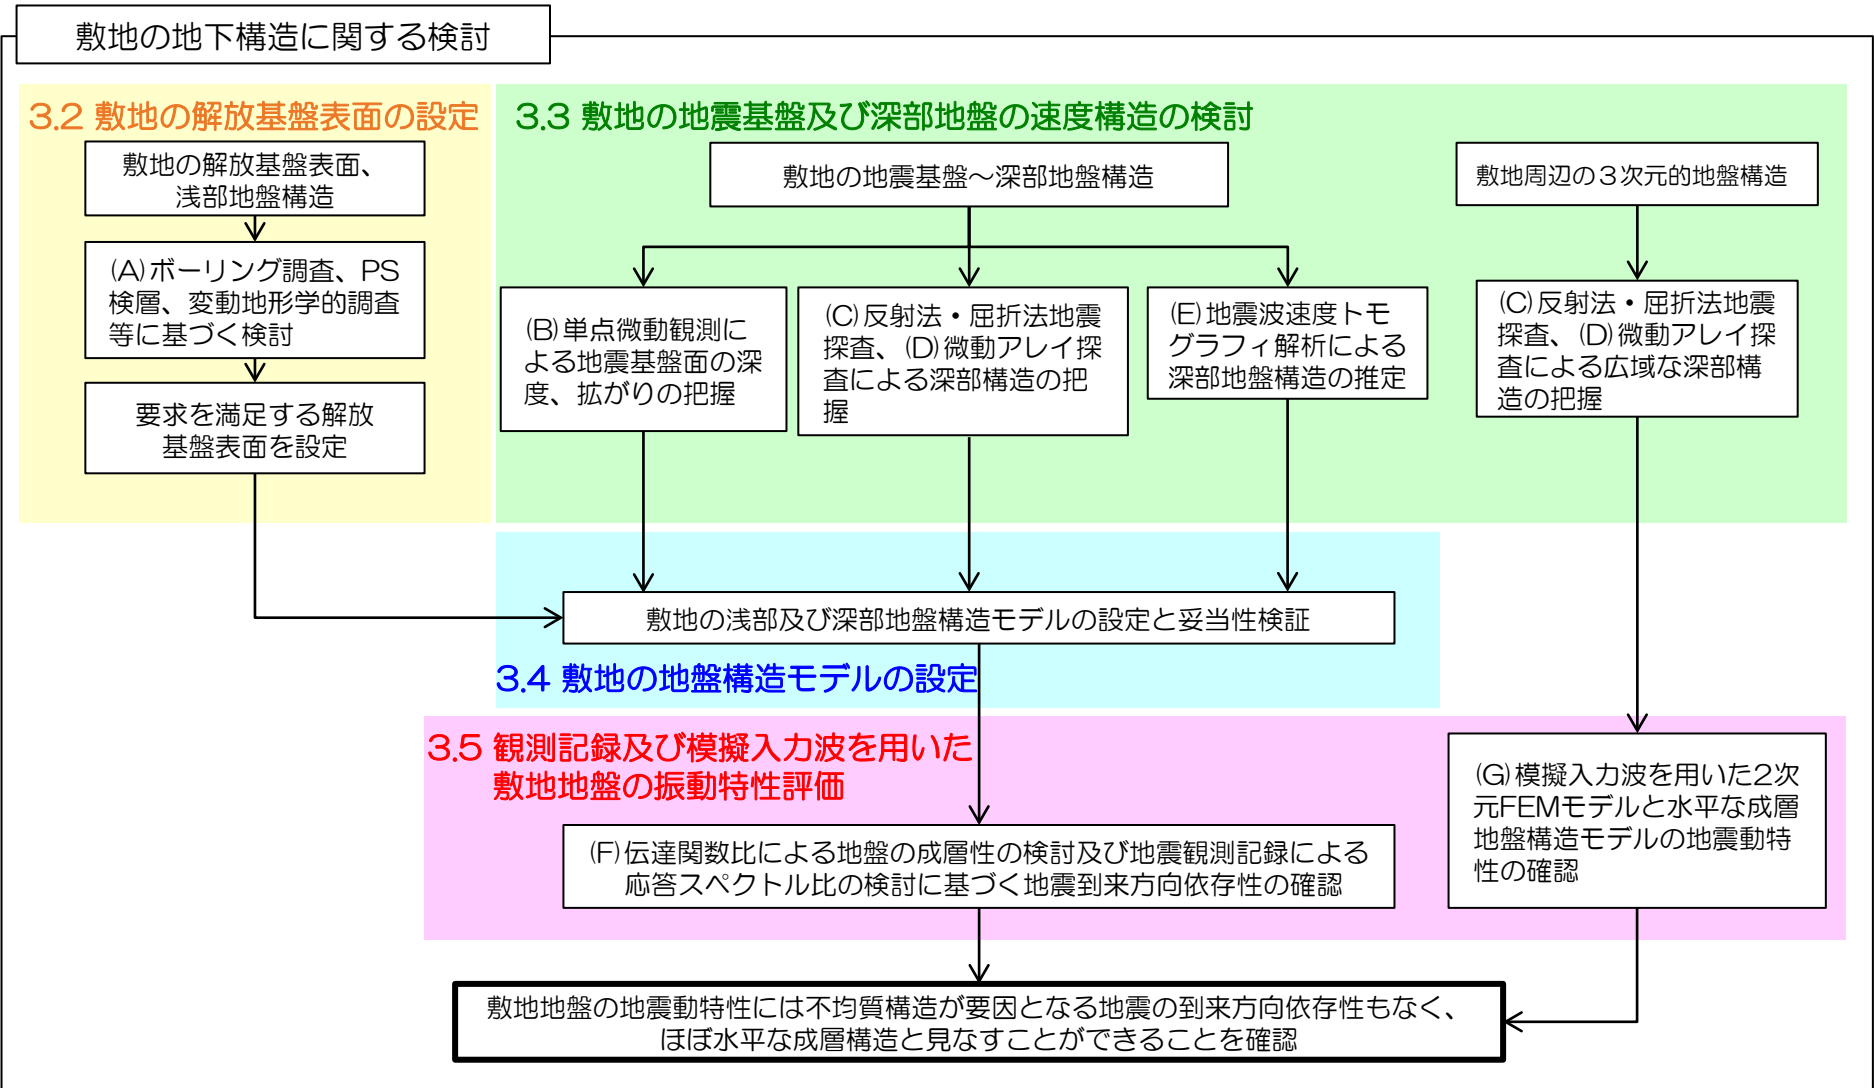 敷地の地下構造に関する検討
3.2 敷地の解放基盤表面の設定
敷地の解放基盤表面、
浅部地盤構造
(A)ボーリング調査、PS
検層、変動地形学的調査
等に基づく検討
要求を満足する解放
基盤表面を設定
3.3 敷地の地震基盤及び深部地盤の速度構造の検討
敷地の地震基盤～深部地盤構造
(B)単点微動観測に
よる地震基盤面の深
度、拡がりの把握
(C)反射法・屈折法地震
探査、(D)微動アレイ探
査による深部構造の把
握
(E)地震波速度トモ
グラフィ解析による
深部地盤構造の推定
敷地周辺の3次元的地盤構造
(C)反射法・屈折法地震
探査、(D)微動アレイ探
査による広域な深部構
造の把握
敷地の浅部及び深部地盤構造モデルの設定と妥当性検証
3.4 敷地の地盤構造モデルの設定
3.5 観測記録及び模擬入力波を用いた
敷地地盤の振動特性評価
(F)伝達関数比による地盤の成層性の検討及び地震観測記録による
応答スペクトル比の検討に基づく地震到来方向依存性の確認
(G)模擬入力波を用いた2次
元FEMモデルと水平な成層
地盤構造モデルの地震動特
性の確認
敷地地盤の地震動特性には不均質構造が要因となる地震の到来方向依存性もなく、
ほぼ水平な成層構造と見なすことができることを確認